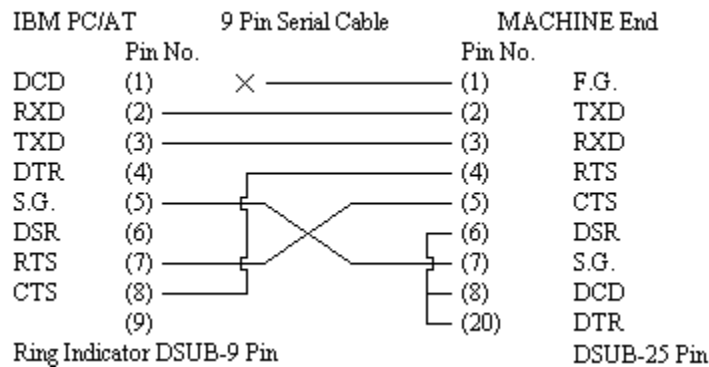 IBM PC/AT 9 Pin Serial Cable MACHINE End
Pin No. Pin No.
DCD (1) (1) F.G.
RXD (2) (2) TXD
TXD (3) (3) RXD
DTR (4) (4) RTS
S.G. (5) (5) CTS
DSR (6) (6) DSR
RTS (7) (7) S.G.
CTS (8) (8) DCD
(9) (20) DTR
Ring Indicator DSUB-9 Pin DSUB-25 Pin